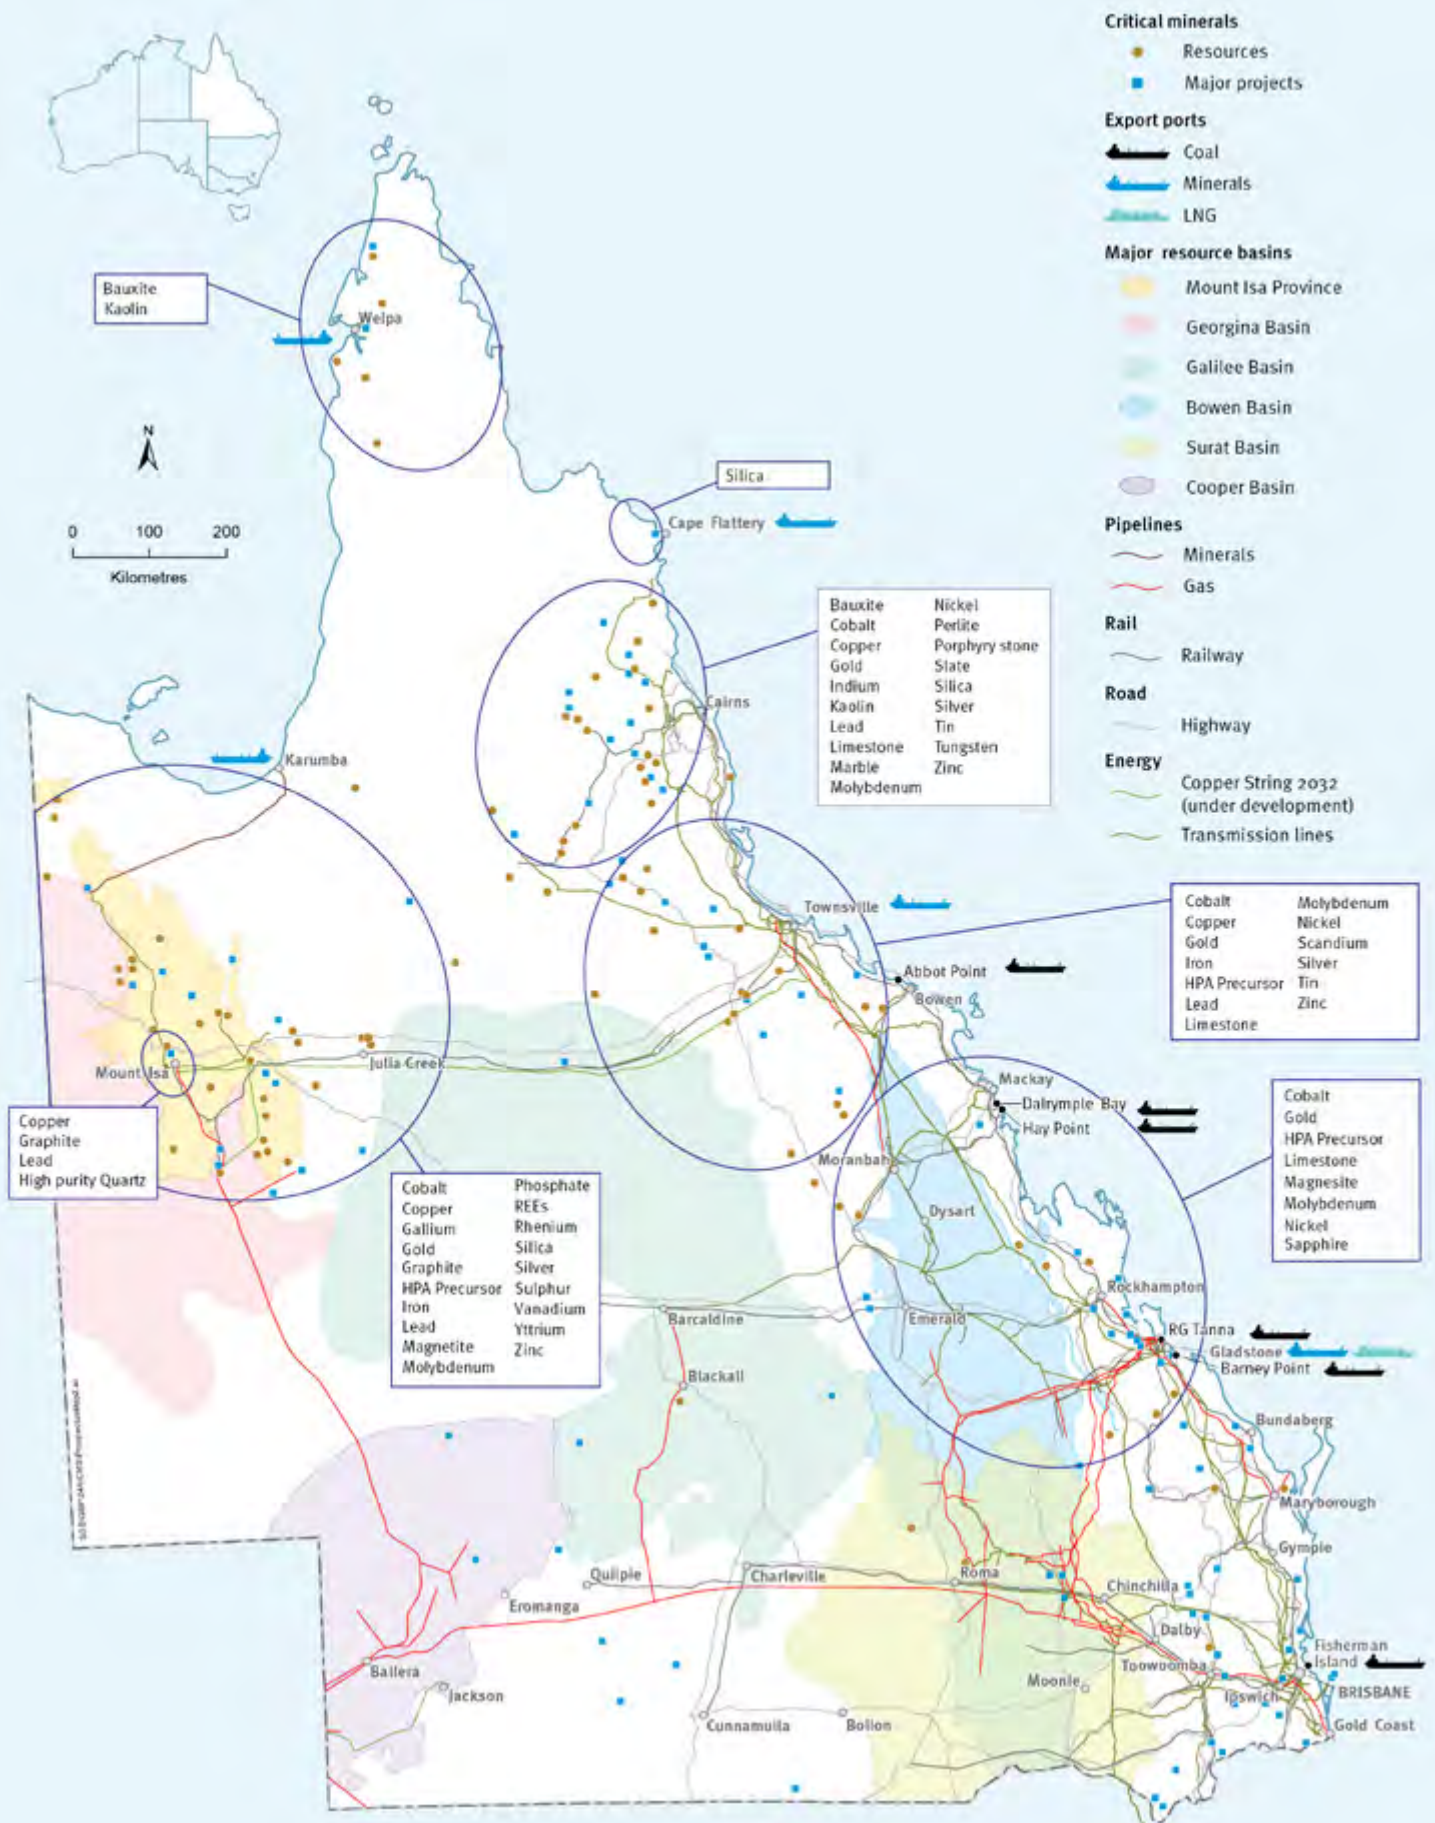 Critical minerals
Resources
Major projects
Export ports
Coal
Minerals
LNG
Major resource basins
Mount Isa Province
Georgina Basin
Galilee Basin
Bowen Basin
Surat Basin
Cooper Basin
Pipelines
Minerals
Gas
Rail
Railway
Road
Highway
Energy
Copper String 2032
(under development)
Transmission lines
Bauxite
Kaolin
Weipa
N
0 100 200
Kilometres
Silica
Cape Flattery
Bauxite Nickel
Cobalt Perlite
Copper Porphyry stone
Gold Slate
Indium Silica
Kaolin Silver
Lead Tin
Limestone Tungsten
Marble Zinc
Molybdenum
Cairns
Karumba
Townsville
Cobalt Molybdenum
Copper Nickel
Gold Scandium
Iron Silver
HPA Precursor Tin
Lead Zinc
Limestone
Abbot Point
Bowen
Mount Isa
Julia Creek
Mackay
Dalrymple Bay
Hay Point
Cobalt
Gold
HPA Precursor
Limestone
Magnesite
Molybdenum
Nickel
Sapphire
Copper
Graphite
Lead
High purity Quartz
Moranbah
Cobalt Phosphate
Copper REEs
Gallium Rhenium
Gold Silica
Graphite Silver
HPA Precursor Sulphur
Iron Vanadium
Lead Yttrium
Magnetite Zinc
Molybdenum
Dysart
Rockhampton
Barcaldine
Emerald
RG Tanna
Gladstone
Barney Point
Blackall
Bundaberg
Maryborough
Gympie
Quilpie
Charleville
Roma
Chinchilla
Eromanga
Dalby
Fisherman
Island
Ballera
Toowoomba
Moonie
Jackson
Ipswich
BRISBANE
Cunnamulla
Bollon
Gold Coast